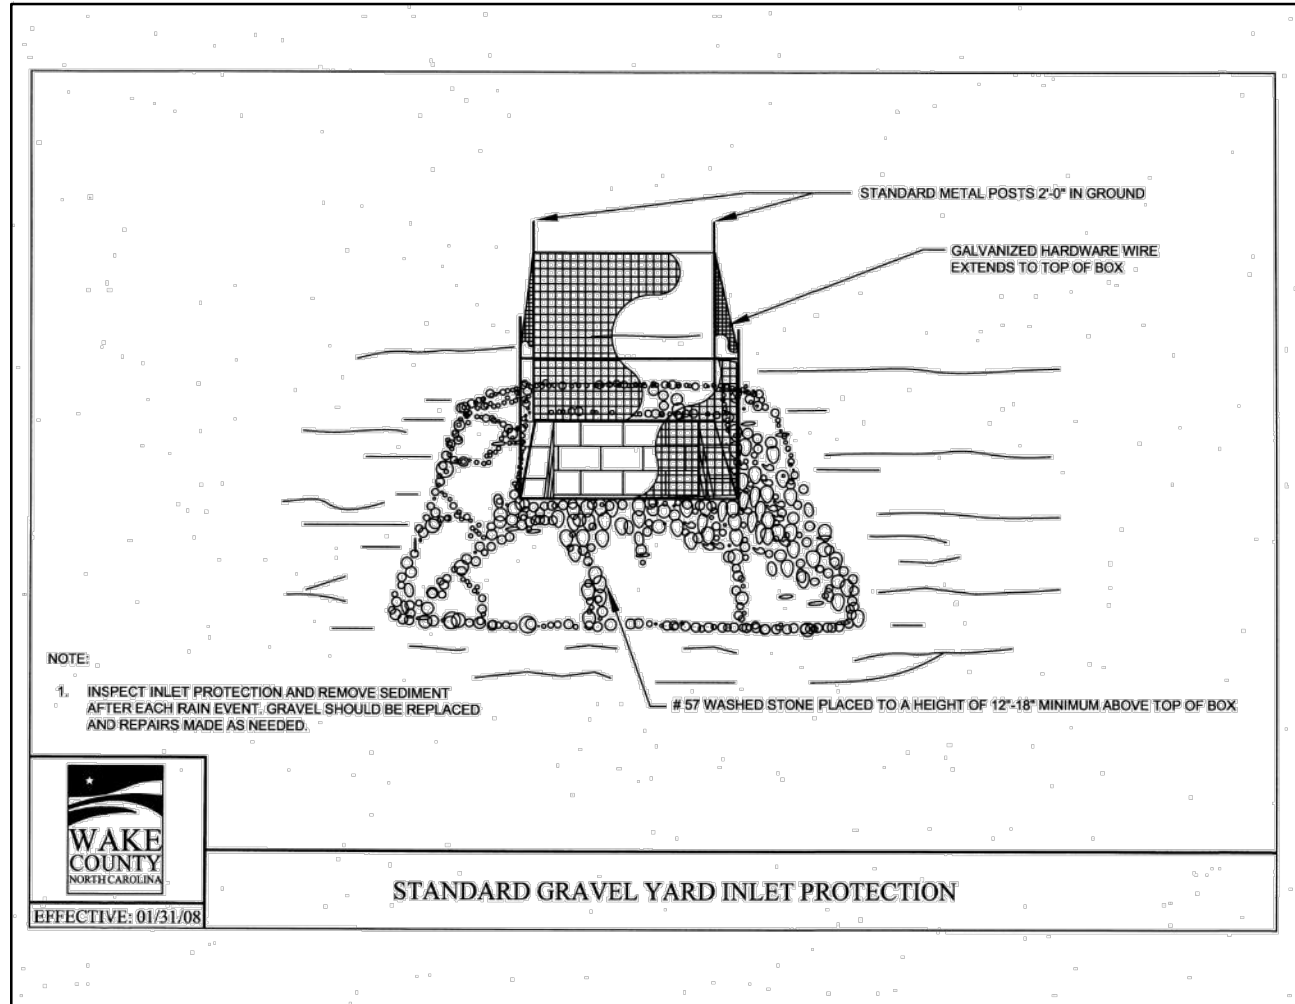 STANDARD METAL POSTS 2'-0" IN GROUND
GALVANIZED HARDWARE WIRE
EXTENDS TO TOP OF BOX
NOTE:
1. INSPECT INLET PROTECTION AND REMOVE SEDIMENT
AFTER EACH RAIN EVENT. GRAVEL SHOULD BE REPLACED
AND REPAIRS MADE AS NEEDED.
# 57 WASHED STONE PLACED TO A HEIGHT OF 12"-18" MINIMUM ABOVE TOP OF BOX
WAKE
COUNTY
NORTH CAROLINA
EFFECTIVE: 01/31/08
STANDARD GRAVEL YARD INLET PROTECTION